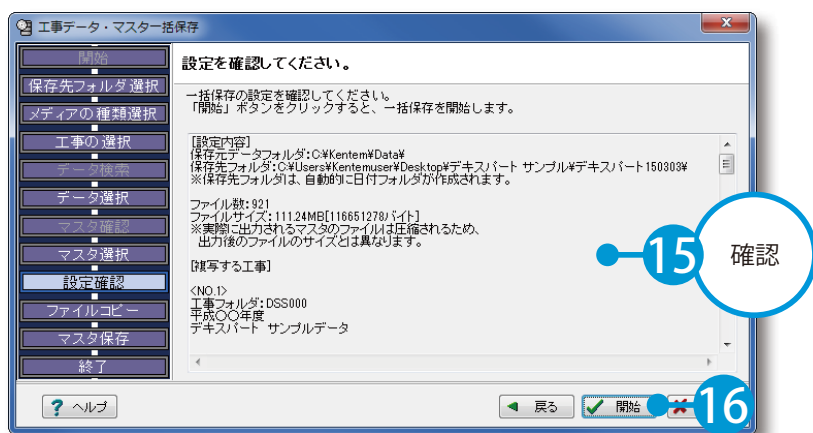 工事データ・マスター括保存
開始
保存先フォルダ選択
メディアの種類選択
工事の選択
データ検索
データ選択
マスタ確認
マスタ選択
設定確認
ファイルコピー
マスタ保存
終了
設定を確認してください。
一括保存の設定を確認してください。
「開始」ボタンをクリックすると、一括保存を開始します。
[設定内容]
保存元データフォルダ:C:¥Kentem¥Data¥
保存先フォルダ:C:¥Users¥Kentemuser¥Desktop¥デキスパート サンプル¥デキスパート150303¥
※保存先フォルダは、自動的に日付フォルダが作成されます。
ファイル数:921
ファイルサイズ:111.24MB[116651278バイト]
※実際に出力されるマスタのファイルは圧縮されるため、
出力後のファイルのサイズとは異なります。
[複写する工事]
<NO.1>
工事フォルダ:DSS000
平成〇〇年度
デキスパート サンプルデータ
15 確認
? ヘルプ
戻る
開始
16